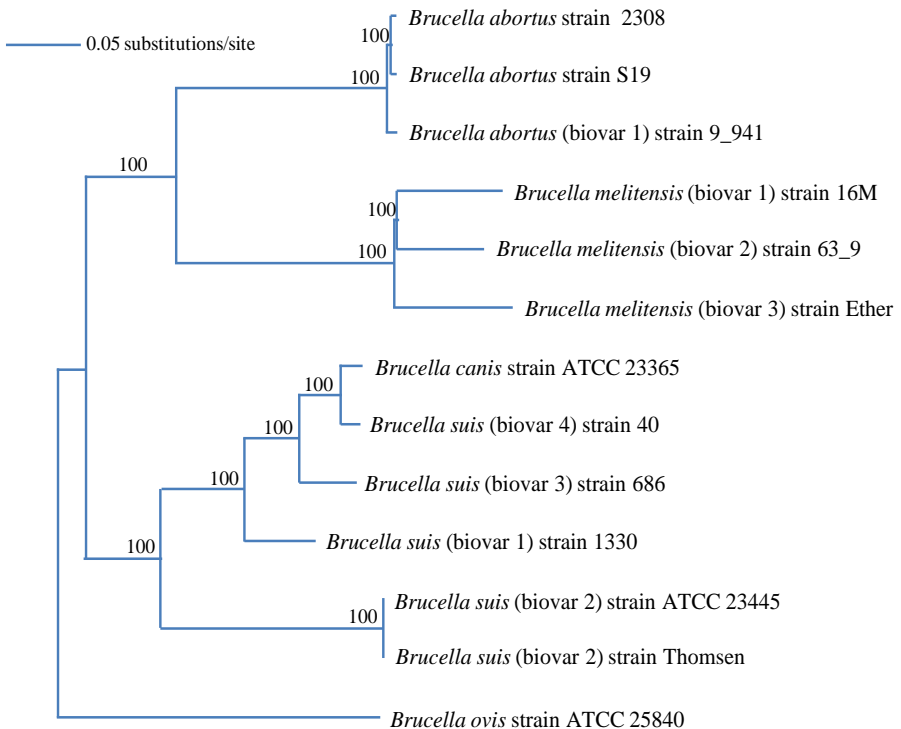 Brucella abortus strain 2308
100
0.05 substitutions/site
100
Brucella abortus strain S19
Brucella abortus (biovar 1) strain 9_941
100
Brucella melitensis (biovar 1) strain 16M
100
100
Brucella melitensis (biovar 2) strain 63_9
Brucella melitensis (biovar 3) strain Ether
Brucella canis strain ATCC 23365
100
100
Brucella suis (biovar 4) strain 40
100
Brucella suis (biovar 3) strain 686
100
Brucella suis (biovar 1) strain 1330
Brucella suis (biovar 2) strain ATCC 23445
100
Brucella suis (biovar 2) strain Thomsen
Brucella ovis strain ATCC 25840